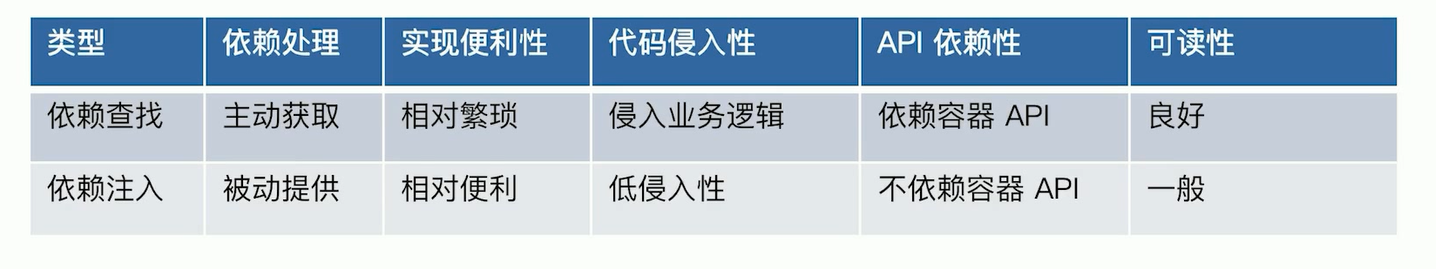 类型 依赖处理 实现便利性 代码侵入性 API 依赖性 可读性
依赖查找 主动获取 相对繁琐 侵入业务逻辑 依赖容器 API 良好
依赖注入 被动提供 相对便利 低侵入性 不依赖容器 API 一般